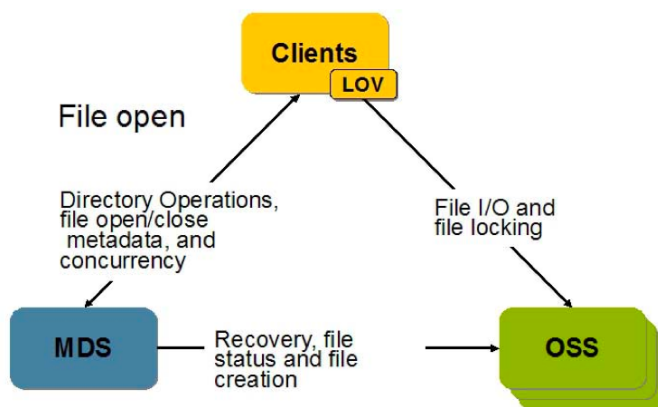 Clients
LOV
File open
Directory Operations,
file open/close
metadata, and
concurrency
File I/O and
file locking
MDS
Recovery, file
status and file
creation
OSS